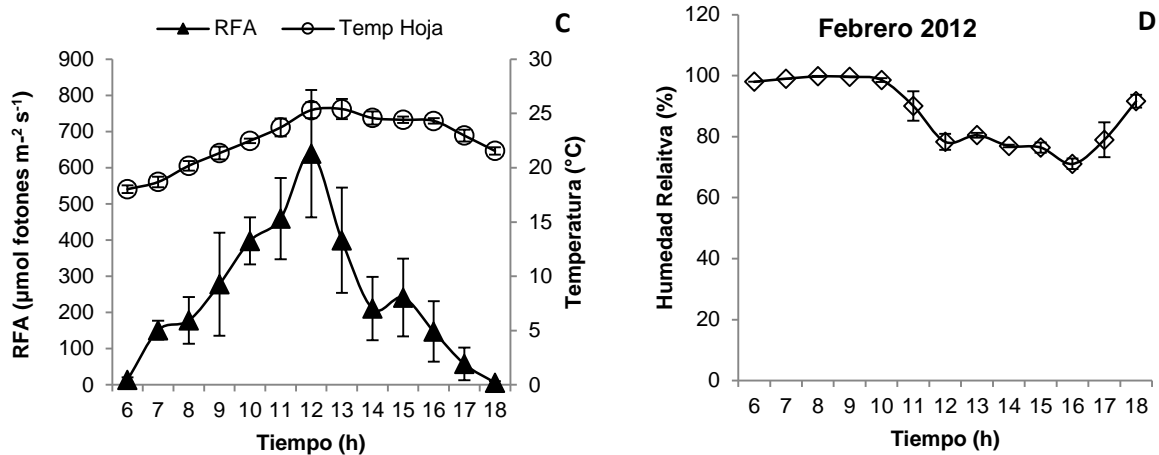 RFA Temp Hoja C
900
800
700
600
500
400
300
200
100
0
30
25
20
15
10
5
0
RFA (µmol fotones m-² s⁻¹)
Temperatura (°C)
6 7 8 9 10 11 12 13 14 15 16 17 18
Tiempo (h)
Febrero 2012 D
120
100
80
60
40
20
0
Humedad Relaitva (%)
6 7 8 9 10 11 12 13 14 15 16 17 18
Tiempo (h)